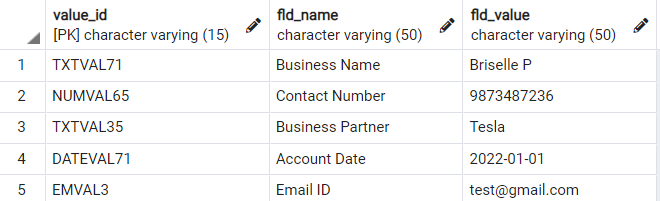 value_id fld_name fld_value
[PK] character varying (15) character varying (50) character varying (50)
1 TXTVAL71 Business Name Briselle P
2 NUMVAL65 Contact Number 9873487236
3 TXTVAL35 Business Partner Tesla
4 DATEVAL71 Account Date 2022-01-01
5 EMVAL3 Email ID test@gmail.com